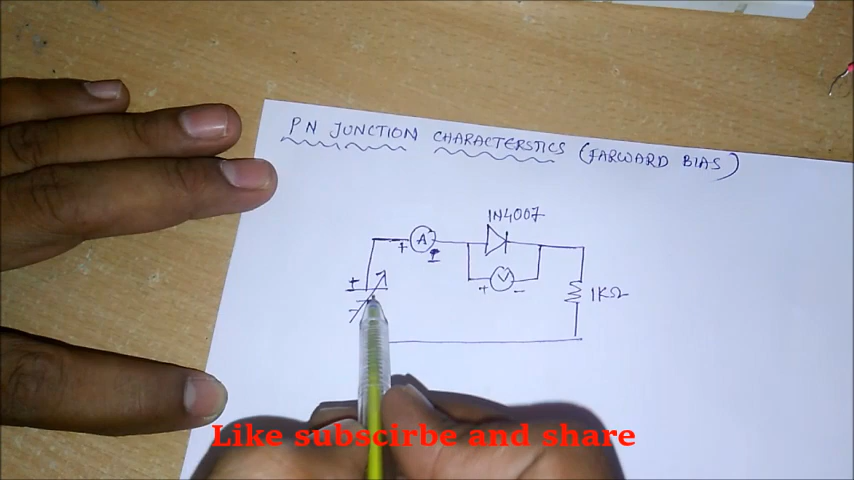 PN JUNCTION CHARACTERSTICS (FARWARD BIAS)
1N4007
+ A -
+ V -
+
-
1KΩ
Like subscirbe and share